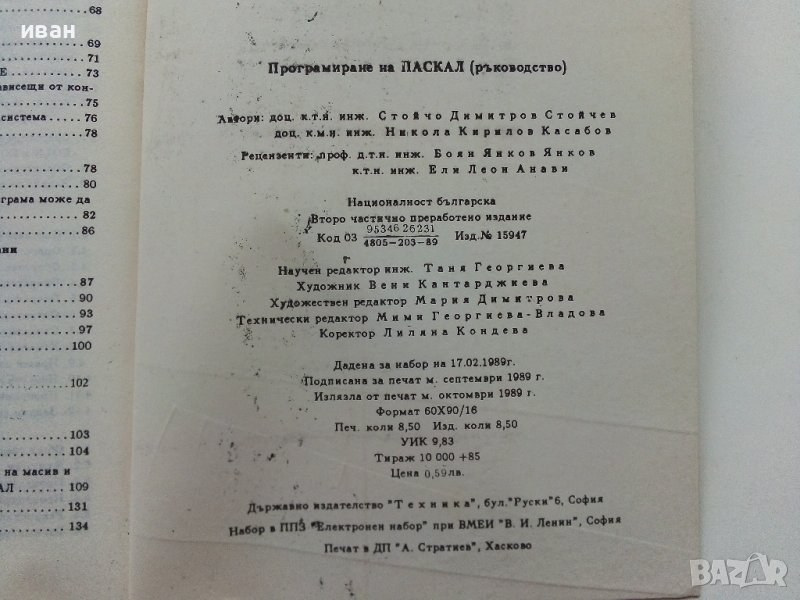 иван
68
69
71
Е ... 73
ависещи от кон-
75
система ... 76
78
78
80
грама може да
82
86
ани
87
90
93
97
100
102
103
104
на масив и
АЛ ... 109
131
134
Програмиране на ПАСКАЛ (ръководство)
Автори: доц. к.т.н. инж. Стойчо Димитров Стойчев
доц. к.м.н. инж. Никола Кирилов Касабов
Рецензенти: проф. д.т.н. инж. Боян Янков Янков
к.т.н. инж. Ели Леон Анави
Националност българска
Второ частично преработено издание
Код 03 95346 26231 / 4805-203-89 Изд.№ 15947
Научен редактор инж. Таня Георгиева
Художник Вени Кантарджиева
Художествен редактор Мария Димитрова
Технически редактор Мими Георгиева-Владова
Коректор Лиляна Кондева
Дадена за набор на 17.02.1989г.
Подписана за печат м. септември 1989 г.
Излязла от печат м. октомври 1989 г.
Формат 60Х90/16
Печ. коли 8,50 Изд. коли 8,50
УИК 9,83
Тираж 10 000 +85
Цена 0,59лв.
Държавно издателство "Техника", бул."Руски"6, София
Набор в ППЗ "Електронен набор" при ВМЕИ "В. И. Ленин", София
Печат в ДП "А. Стратиев", Хасково
BAZAR